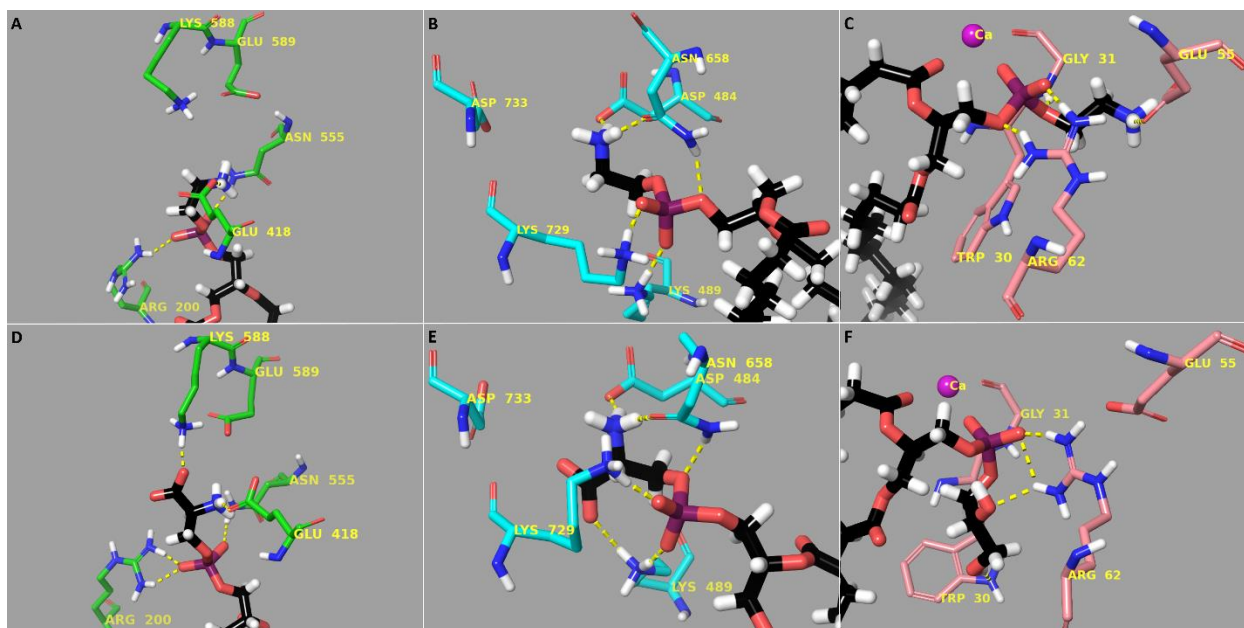 A
LYS 588
GLU 589
ASN 555
GLU 418
ARG 200
B
ASN 658
ASP 484
ASP 733
LYS 729
LYS 489
C
Ca
GLY 31
GLU 55
TRP 30
ARG 62
D
LYS 588
GLU 589
ASN 555
GLU 418
ARG 200
E
ASN 658
ASP 484
ASP 733
LYS 729
LYS 489
F
Ca
GLU 55
GLY 31
ARG 62
TRP 30